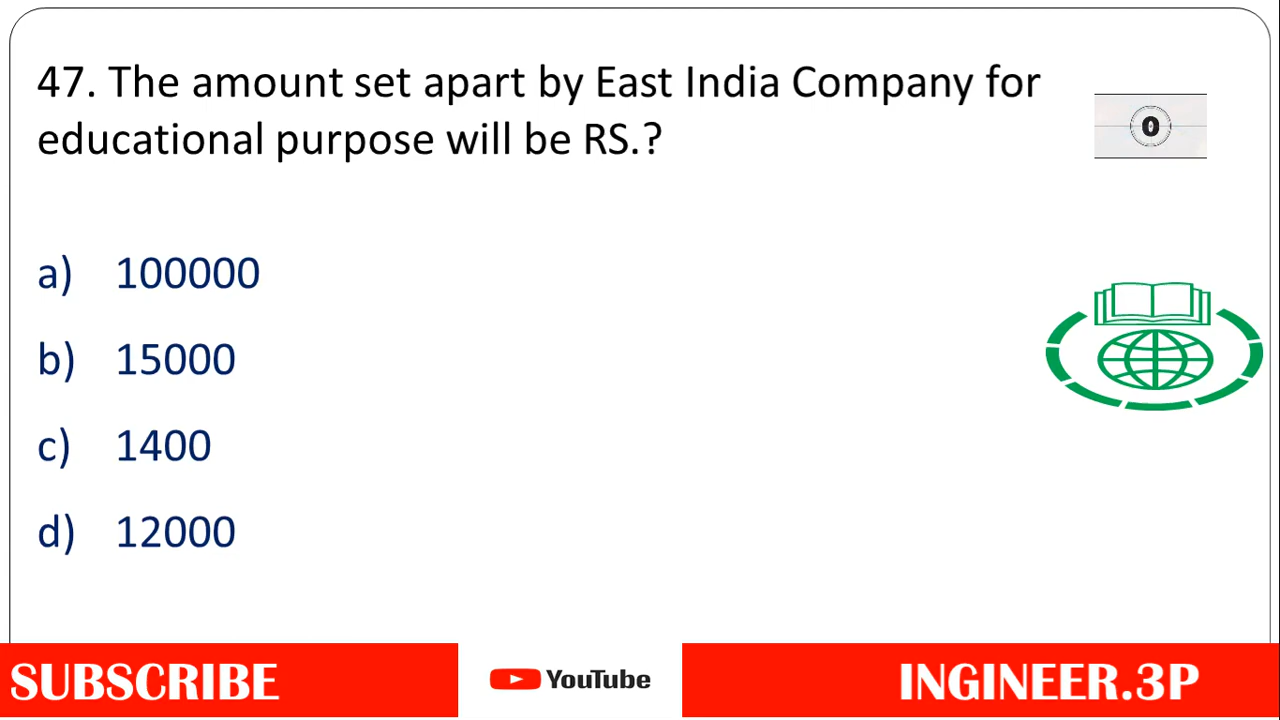 47. The amount set apart by East India Company for
educational purpose will be RS.?
0
a) 100000
b) 15000
c) 1400
d) 12000
SUBSCRIBE
YouTube
INGINEER.3P